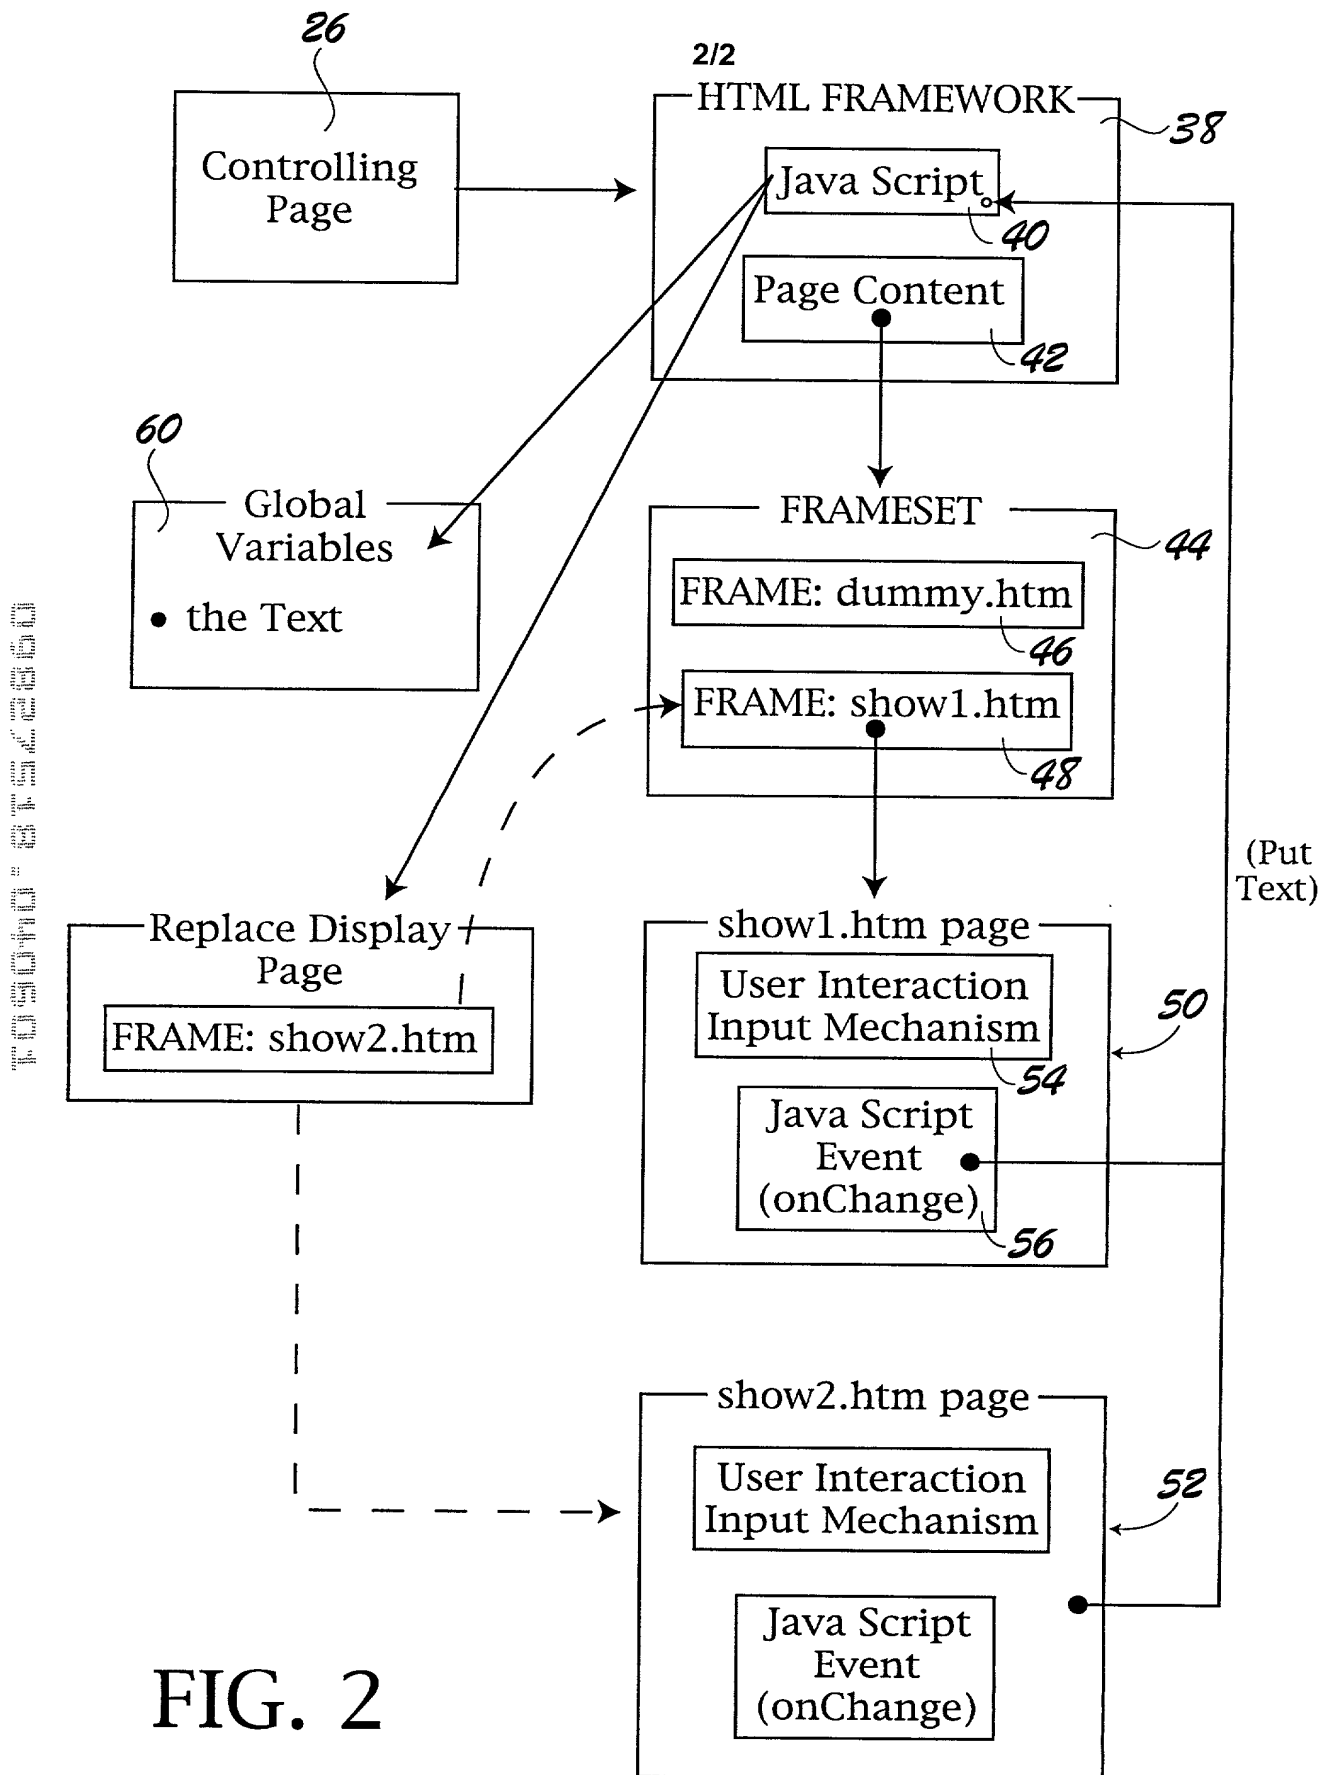 2/2
26
Controlling
Page
HTML FRAMEWORK
38
Java Script
40
Page Content
42
60
Global
Variables
• the Text
FRAMESET
44
FRAME: dummy.htm
46
FRAME: show1.htm
48
(Put
Text)
Replace Display
Page
FRAME: show2.htm
show1.htm page
User Interaction
Input Mechanism
50
54
Java Script
Event
(onChange)
56
show2.htm page
User Interaction
Input Mechanism
52
Java Script
Event
(onChange)
FIG. 2